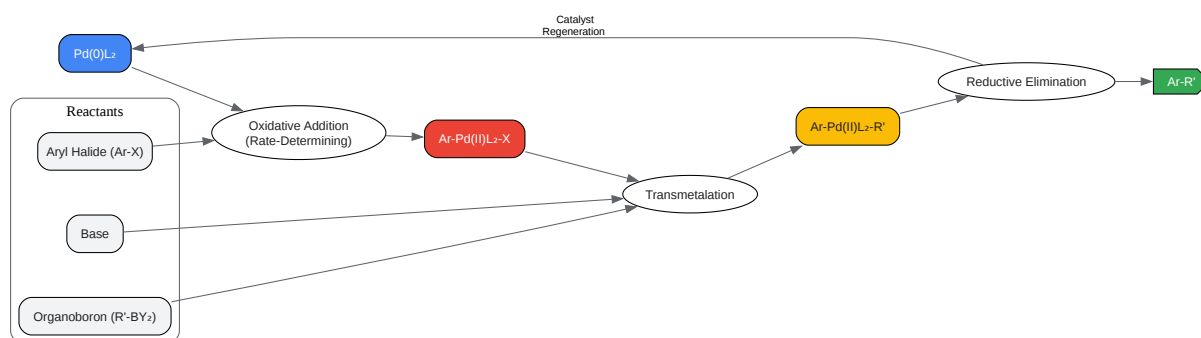 Catalyst
Regeneration
Pd(0)L₂
Reactants
Aryl Halide (Ar-X)
Base
Organoboron (R'-BY₂)
Oxidative Addition
(Rate-Determining)
Ar-Pd(II)L₂-X
Transmetalation
Ar-Pd(II)L₂-R'
Reductive Elimination
Ar-R'